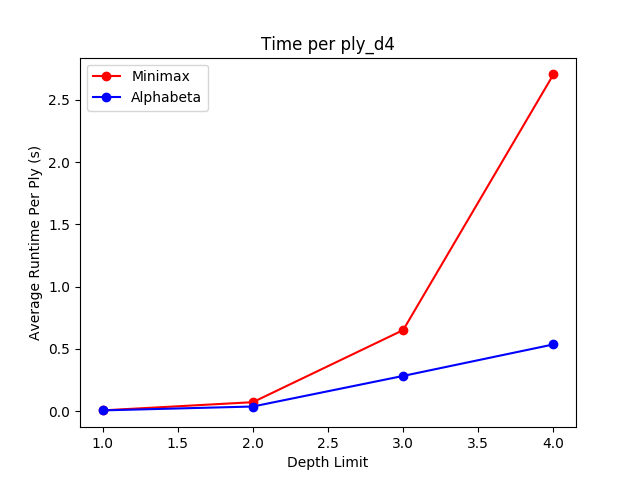 Time per ply_d4
Minimax
Alphabeta
Average Runtime Per Ply (s)
2.5
2.0
1.5
1.0
0.5
0.0
1.0 1.5 2.0 2.5 3.0 3.5 4.0
Depth Limit